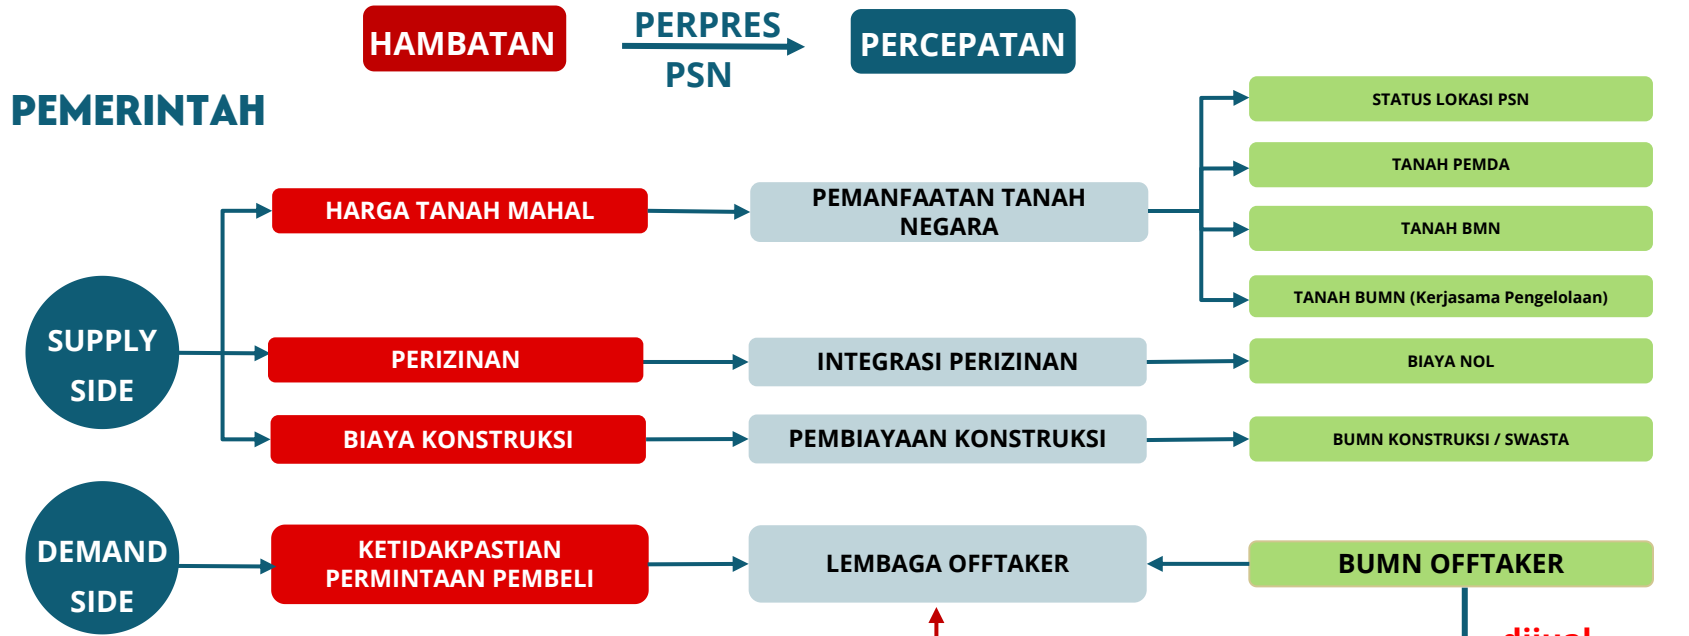 HAMBATAN
PERPRES
PSN
PERCEPATAN
PEMERINTAH
STATUS LOKASI PSN
TANAH PEMDA
HARGA TANAH MAHAL
PEMANFAATAN TANAH
NEGARA
TANAH BMN
TANAH BUMN (Kerjasama Pengelolaan)
SUPPLY
SIDE
PERIZINAN
INTEGRASI PERIZINAN
BIAYA NOL
BIAYA KONSTRUKSI
PEMBIAYAAN KONSTRUKSI
BUMN KONSTRUKSI / SWASTA
DEMAND
SIDE
KETIDAKPASTIAN
PERMINTAAN PEMBELI
LEMBAGA OFFTAKER
BUMN OFFTAKER